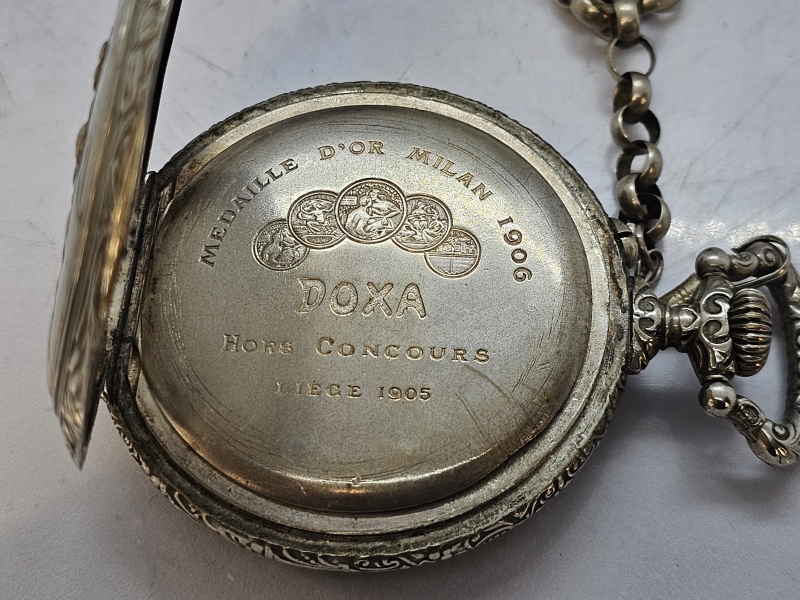 MEDAILLE D'OR MILAN 1906
DOXA
HORS CONCOURS
LIEGE 1905